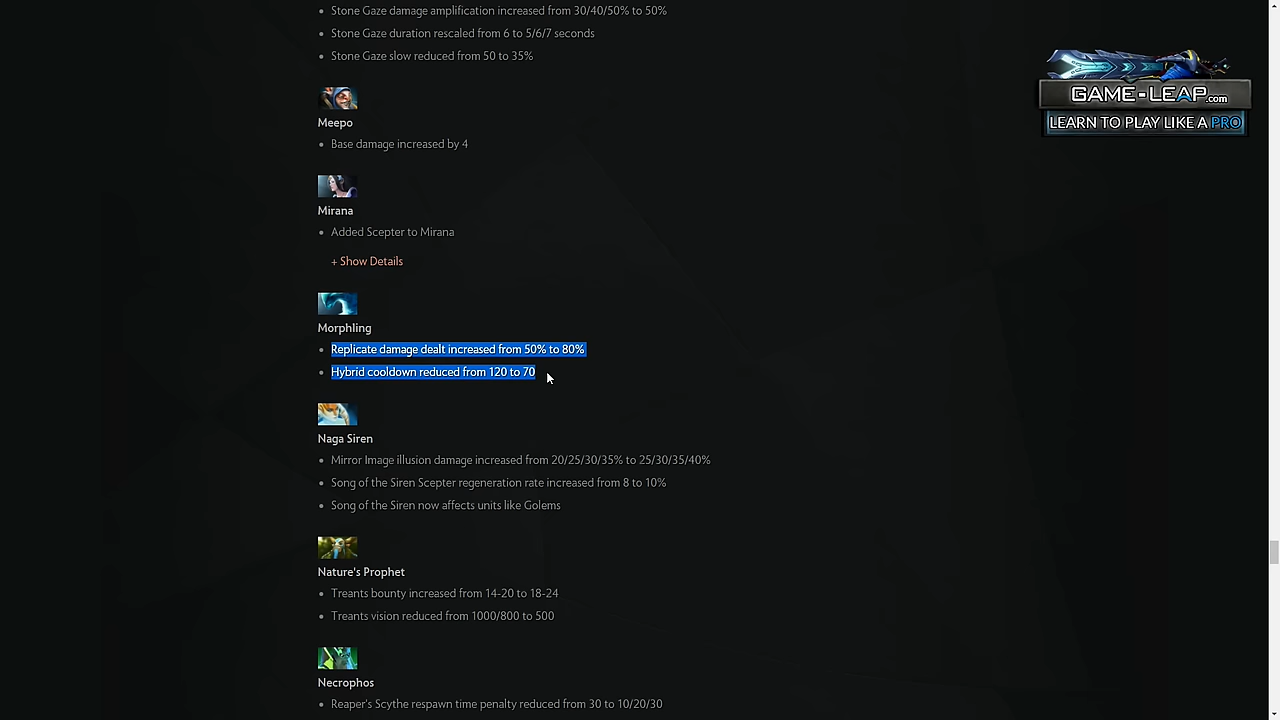 Stone Gaze damage amplification increased from 30/40/50% to 50%
Stone Gaze duration rescaled from 6 to 5/6/7 seconds
Stone Gaze slow reduced from 50 to 35%
GAME-LEAP.com
LEARN TO PLAY LIKE A PRO
Meepo
Base damage increased by 4
Mirana
Added Scepter to Mirana
+ Show Details
Morphling
Replicate damage dealt increased from 50% to 80%
Hybrid cooldown reduced from 120 to 70
Naga Siren
Mirror Image illusion damage increased from 20/25/30/35% to 25/30/35/40%
Song of the Siren Scepter regeneration rate increased from 8 to 10%
Song of the Siren now affects units like Golems
Nature's Prophet
Treants bounty increased from 14-20 to 18-24
Treants vision reduced from 1000/800 to 500
Necrophos
Reaper's Scythe respawn time penalty reduced from 30 to 10/20/30